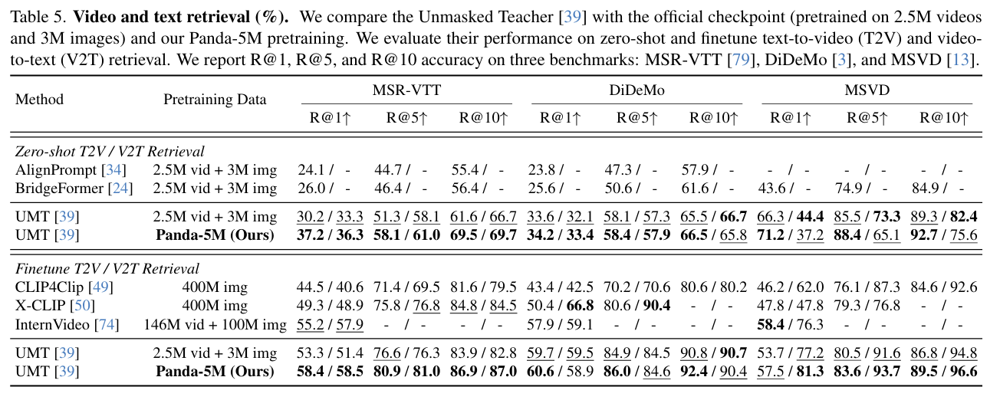 Table 5. Video and text retrieval (%). We compare the Unmasked Teacher [39] with the official checkpoint (pretrained on 2.5M videos
and 3M images) and our Panda-5M pretraining. We evaluate their performance on zero-shot and finetune text-to-video (T2V) and video-
to-text (V2T) retrieval. We report R@1, R@5, and R@10 accuracy on three benchmarks: MSR-VTT [79], DiDeMo [3], and MSVD [13].
Method Pretraining Data MSR-VTT DiDeMo MSVD
R@1↑ R@5↑ R@10↑ R@1↑ R@5↑ R@10↑ R@1↑ R@5↑ R@10↑
Zero-shot T2V / V2T Retrieval
AlignPrompt [34] 2.5M vid + 3M img 24.1 / - 44.7 / - 55.4 / - 23.8 / - 47.3 / - 57.9 / - - / - - / - - / -
BridgeFormer [24] 2.5M vid + 3M img 26.0 / - 46.4 / - 56.4 / - 25.6 / - 50.6 / - 61.6 / - 43.6 / - 74.9 / - 84.9 / -
UMT [39] 2.5M vid + 3M img 30.2 / 33.3 51.3 / 58.1 61.6 / 66.7 33.6 / 32.1 58.1 / 57.3 65.5 / 66.7 66.3 / 44.4 85.5 / 73.3 89.3 / 82.4
UMT [39] Panda-5M (Ours) 37.2 / 36.3 58.1 / 61.0 69.5 / 69.7 34.2 / 33.4 58.4 / 57.9 66.5 / 65.8 71.2 / 37.2 88.4 / 65.1 92.7 / 75.6
Finetune T2V / V2T Retrieval
CLIP4Clip [49] 400M img 44.5 / 40.6 71.4 / 69.5 81.6 / 79.5 43.4 / 42.5 70.2 / 70.6 80.6 / 80.2 46.2 / 62.0 76.1 / 87.3 84.6 / 92.6
X-CLIP [50] 400M img 49.3 / 48.9 75.8 / 76.8 84.8 / 84.5 50.4 / 66.8 80.6 / 90.4 - / - 47.8 / 47.8 79.3 / 76.8 - / -
InternVideo [74] 146M vid + 100M img 55.2 / 57.9 - / - - / - 57.9 / 59.1 - / - - / - 58.4 / 76.3 - / - - / -
UMT [39] 2.5M vid + 3M img 53.3 / 51.4 76.6 / 76.3 83.9 / 82.8 59.7 / 59.5 84.9 / 84.5 90.8 / 90.7 53.7 / 77.2 80.5 / 91.6 86.8 / 94.8
UMT [39] Panda-5M (Ours) 58.4 / 58.5 80.9 / 81.0 86.9 / 87.0 60.6 / 58.9 86.0 / 84.6 92.4 / 90.4 57.5 / 81.3 83.6 / 93.7 89.5 / 96.6